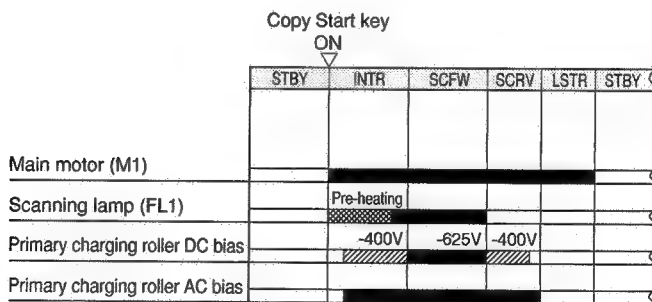 Copy Start key
ON
STBY INTR SCFW SCRV LSTR STBY
Main motor (M1)
Pre-heating
Scanning lamp (FL1)
-400V -625V -400V
Primary charging roller DC bias
Primary charging roller AC bias